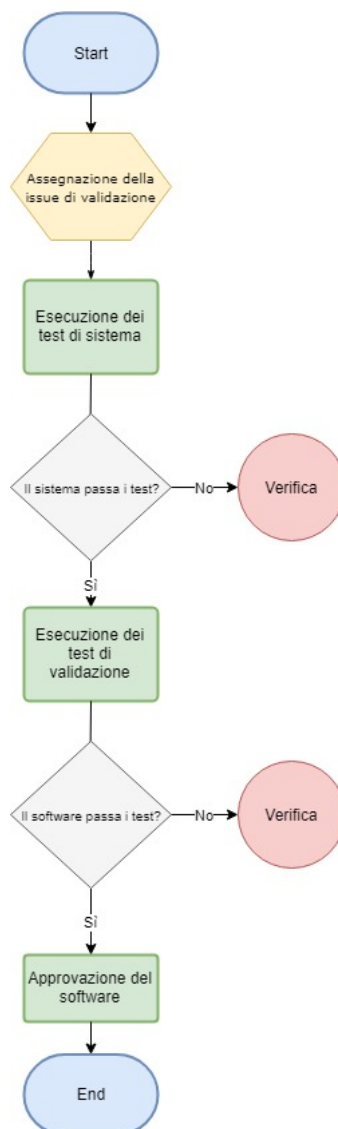 Start
Assegnazione della
issue di validazione
Esecuzione dei
test di sistema
Il sistema passa i test?
No
Verifica
Sì
Esecuzione dei
test di
validazione
Il software passa i test?
No
Verifica
Sì
Approvazione del
software
End